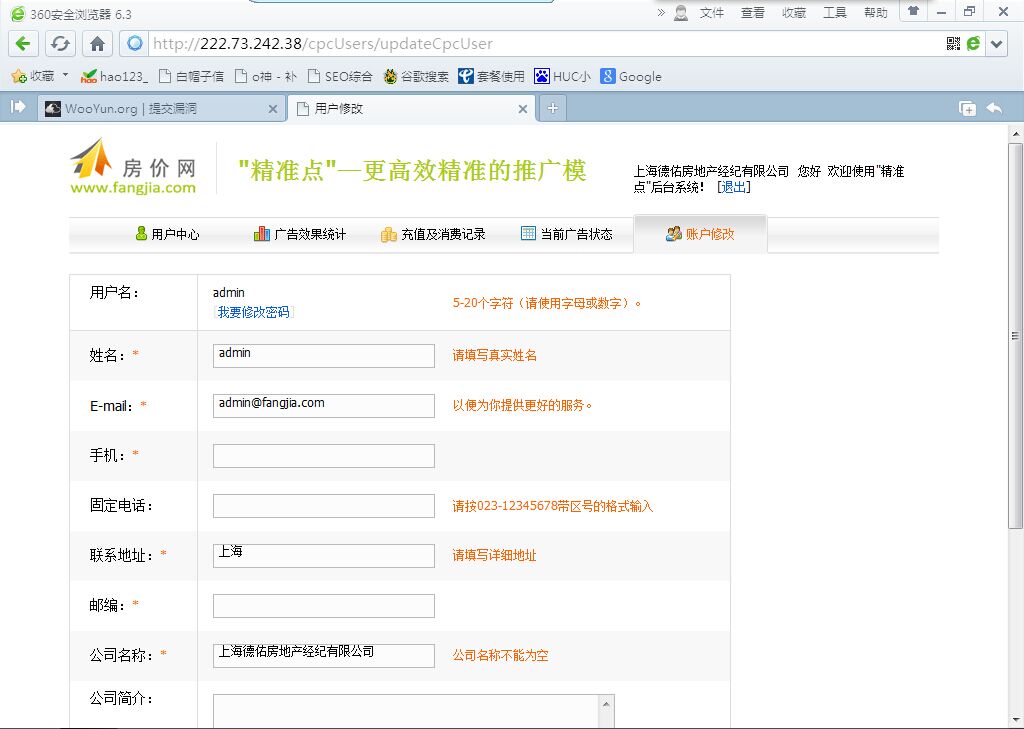 360安全浏览器 6.3
» 文件 查看 收藏 工具 帮助
http://222.73.242.38/cpcUsers/updateCpcUser
收藏 hao123_ 白帽子信 o神 - 补 SEO综合 谷歌搜索 套餐使用 HUC小 Google
WooYun.org | 提交漏洞 用户修改
房价网
www.fangjia.com
"精准点"—更高效精准的推广模
上海德佑房地产经纪有限公司 您好 欢迎使用"精准
点"后台系统! [退出]
用户中心 广告效果统计 充值及消费记录 当前广告状态 账户修改
用户名: admin
[我要修改密码]
5-20个字符(请使用字母或数字)。
姓名:* admin 请填写真实姓名
E-mail:* admin@fangjia.com 以便为你提供更好的服务。
手机:*
固定电话: 请按023-12345678带区号的格式输入
联系地址:* 上海 请填写详细地址
邮编:*
公司名称:* 上海德佑房地产经纪有限公司 公司名称不能为空
公司简介: